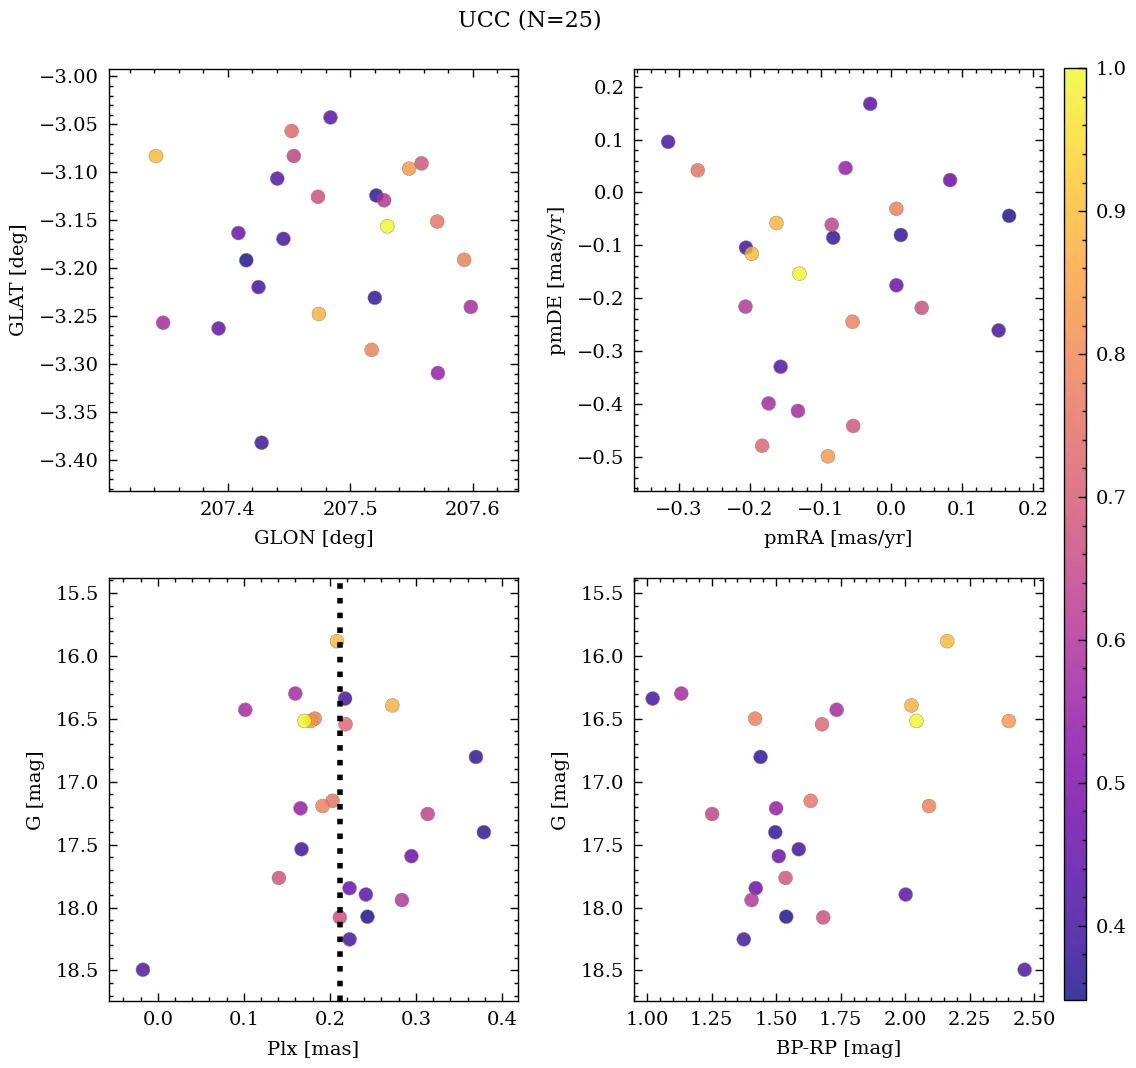 UCC (N=25)
−3.00
−3.05
−3.10
−3.15
−3.20
−3.25
−3.30
−3.35
−3.40
GLAT [deg]
207.4 207.5 207.6
GLON [deg]
0.2
0.1
0.0
−0.1
−0.2
−0.3
−0.4
−0.5
pmDE [mas/yr]
−0.3 −0.2 −0.1 0.0 0.1 0.2
pmRA [mas/yr]
15.5
16.0
16.5
17.0
17.5
18.0
18.5
G [mag]
0.0 0.1 0.2 0.3 0.4
Plx [mas]
15.5
16.0
16.5
17.0
17.5
18.0
18.5
G [mag]
1.00 1.25 1.50 1.75 2.00 2.25 2.50
BP-RP [mag]
1.0
0.9
0.8
0.7
0.6
0.5
0.4